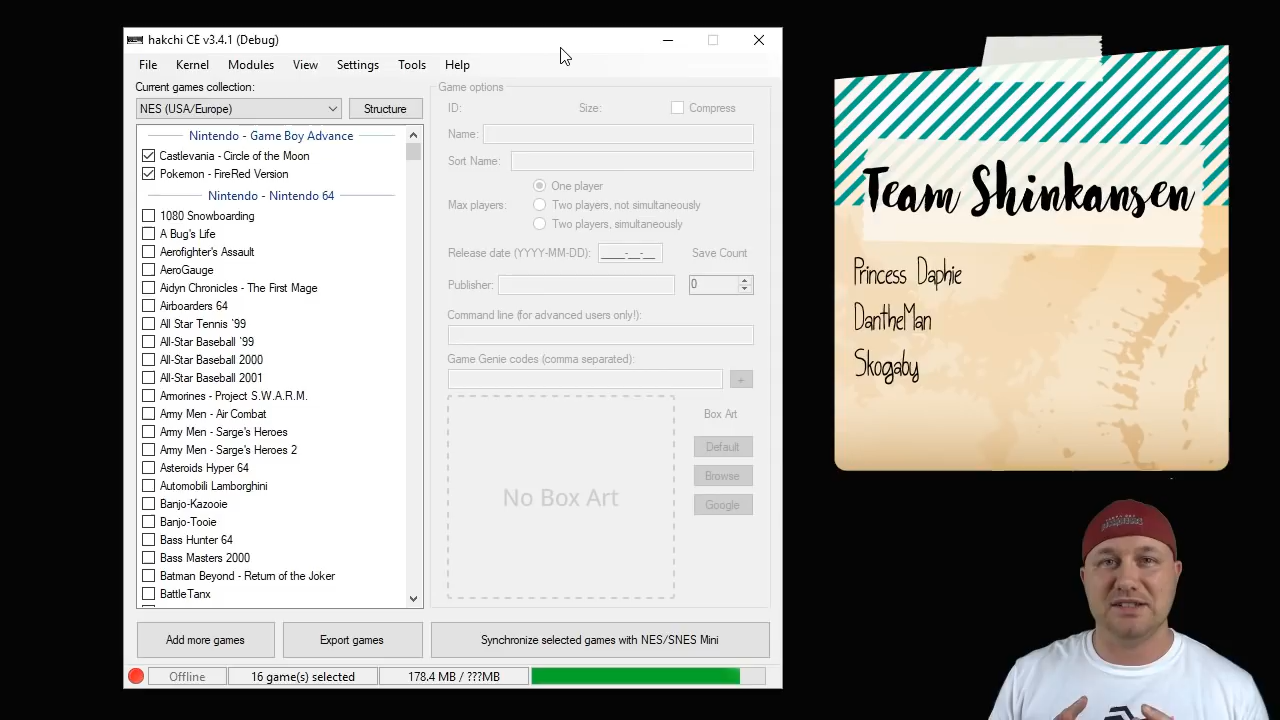 hakchi CE v3.4.1 (Debug)
File Kernel Modules View Settings Tools Help
Current games collection:
NES (USA/Europe) Structure
Nintendo - Game Boy Advance
Castlevania - Circle of the Moon
Pokemon - FireRed Version
Nintendo - Nintendo 64
1080 Snowboarding
A Bug's Life
Aerofighter's Assault
AeroGauge
Aidyn Chronicles - The First Mage
Airboarders 64
All Star Tennis '99
All-Star Baseball '99
All-Star Baseball 2000
All-Star Baseball 2001
Armorines - Project S.W.A.R.M.
Army Men - Air Combat
Army Men - Sarge's Heroes
Army Men - Sarge's Heroes 2
Asteroids Hyper 64
Automobili Lamborghini
Banjo-Kazooie
Banjo-Tooie
Bass Hunter 64
Bass Masters 2000
Batman Beyond - Return of the Joker
BattleTanx
Game options
ID: Size: Compress
Name:
Sort Name:
One player
Max players: Two players, not simultaneously
Two players, simultaneously
Release date (YYYY-MM-DD): ____-__-__ Save Count
Publisher: 0
Command line (for advanced users only!):
Game Genie codes (comma separated):
+
Box Art
Default
Browse
Google
No Box Art
Add more games Export games Synchronize selected games with NES/SNES Mini
Offline 16 game(s) selected 178.4 MB / ???MB
Team Shinkansen
Princess Daphie
DantheMan
Skogaby